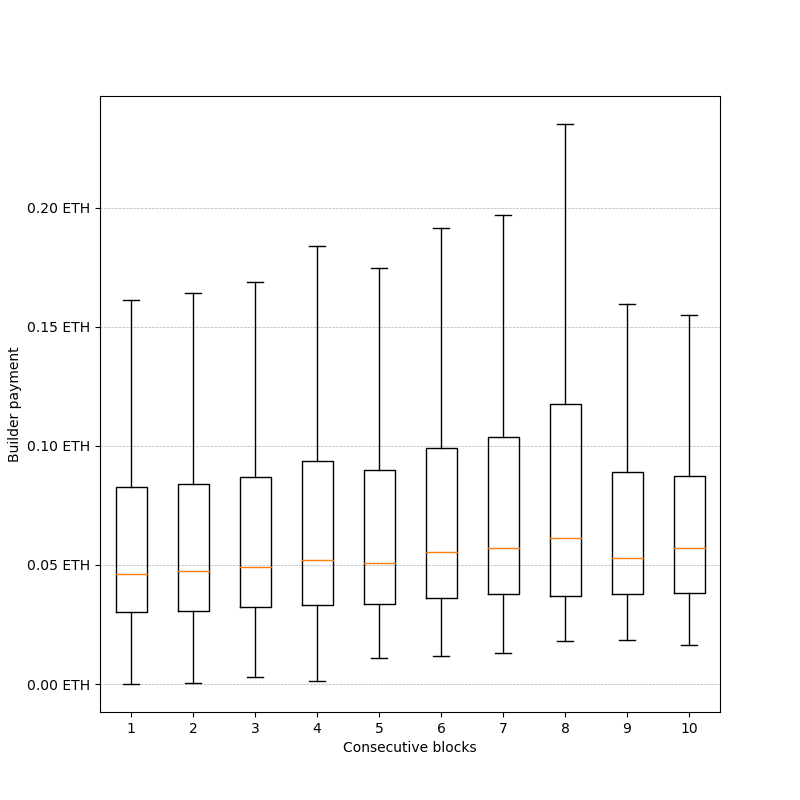 0.20 ETH
0.15 ETH
0.10 ETH
0.05 ETH
0.00 ETH
Builder payment
1 2 3 4 5 6 7 8 9 10
Consecutive blocks